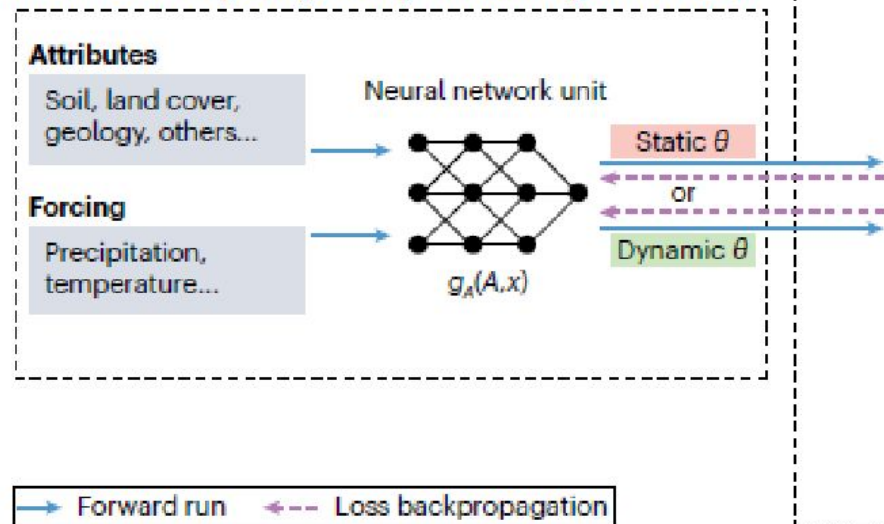 Attributes
Soil, land cover,
geology, others...
Neural network unit
Static θ
or
Forcing
Precipitation,
temperature...
Dynamic θ
g_A(A,x)
Forward run
Loss backpropagation